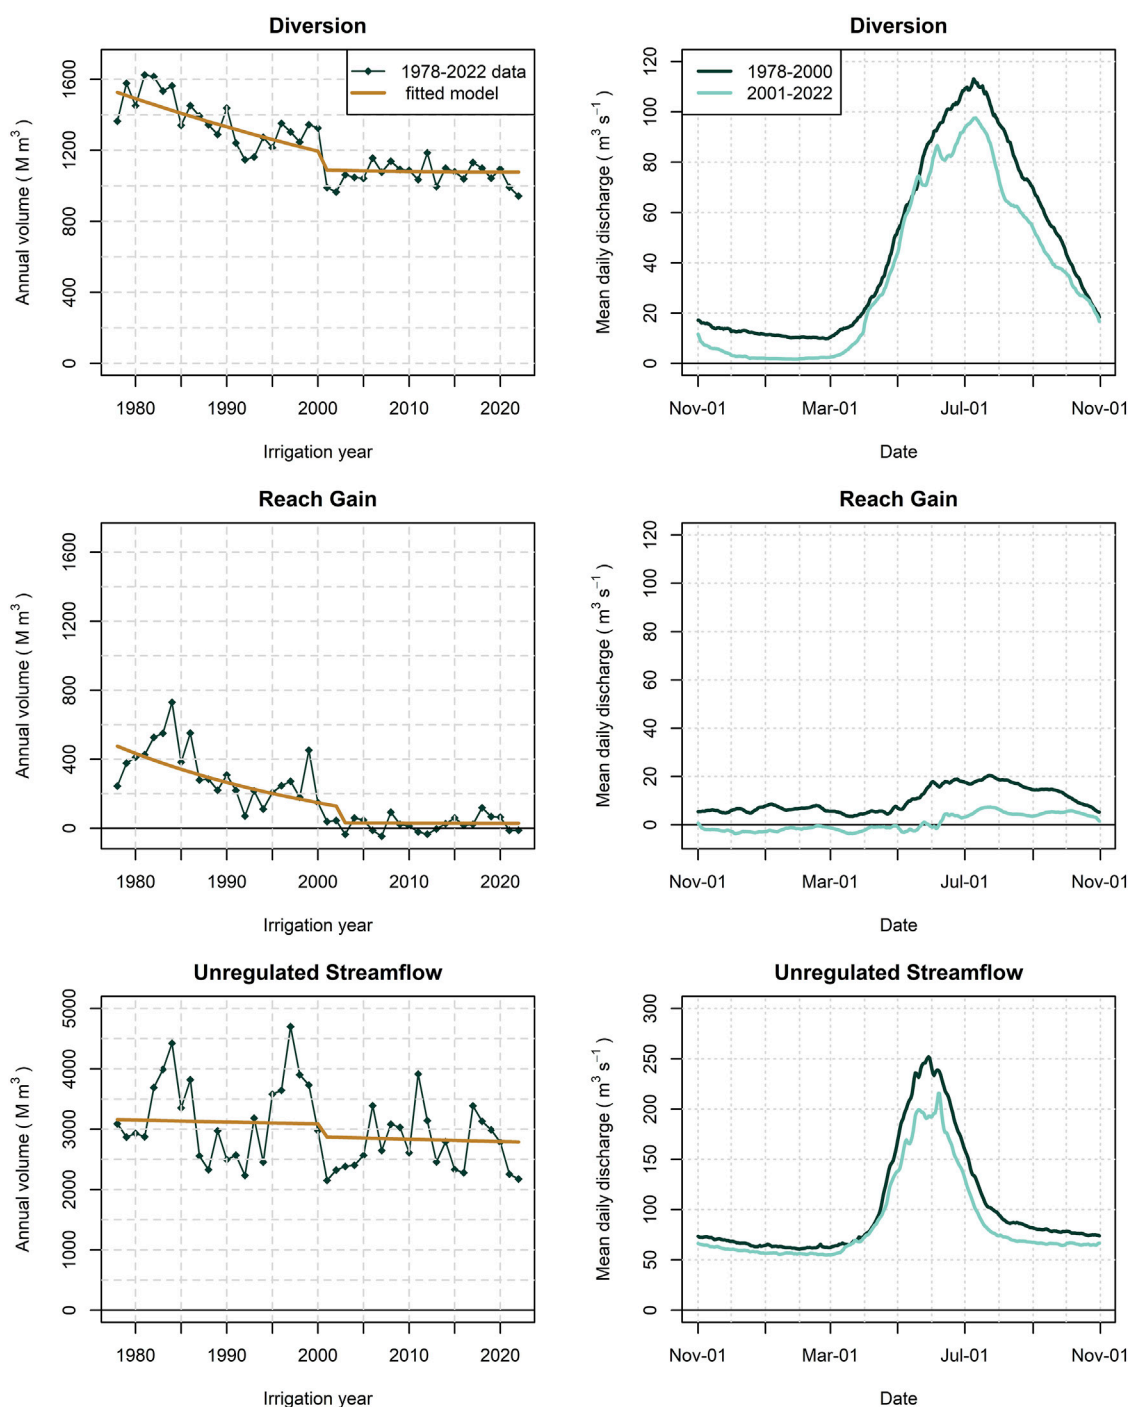 Diversion
Annual volume ( M m³ )
1600
1200
800
400
0
1978-2022 data
fitted model
1980 1990 2000 2010 2020
Irrigation year
Diversion
Mean daily discharge ( m³ s⁻¹ )
120
100
80
60
40
20
0
1978-2000
2001-2022
Nov-01 Mar-01 Jul-01 Nov-01
Date
Reach Gain
Annual volume ( M m³ )
1600
1200
800
400
0
1980 1990 2000 2010 2020
Irrigation year
Reach Gain
Mean daily discharge ( m³ s⁻¹ )
120
100
80
60
40
20
0
Nov-01 Mar-01 Jul-01 Nov-01
Date
Unregulated Streamflow
Annual volume ( M m³ )
5000
4000
3000
2000
1000
0
1980 1990 2000 2010 2020
Irrigation year
Unregulated Streamflow
Mean daily discharge ( m³ s⁻¹ )
300
250
200
150
100
50
0
Nov-01 Mar-01 Jul-01 Nov-01
Date